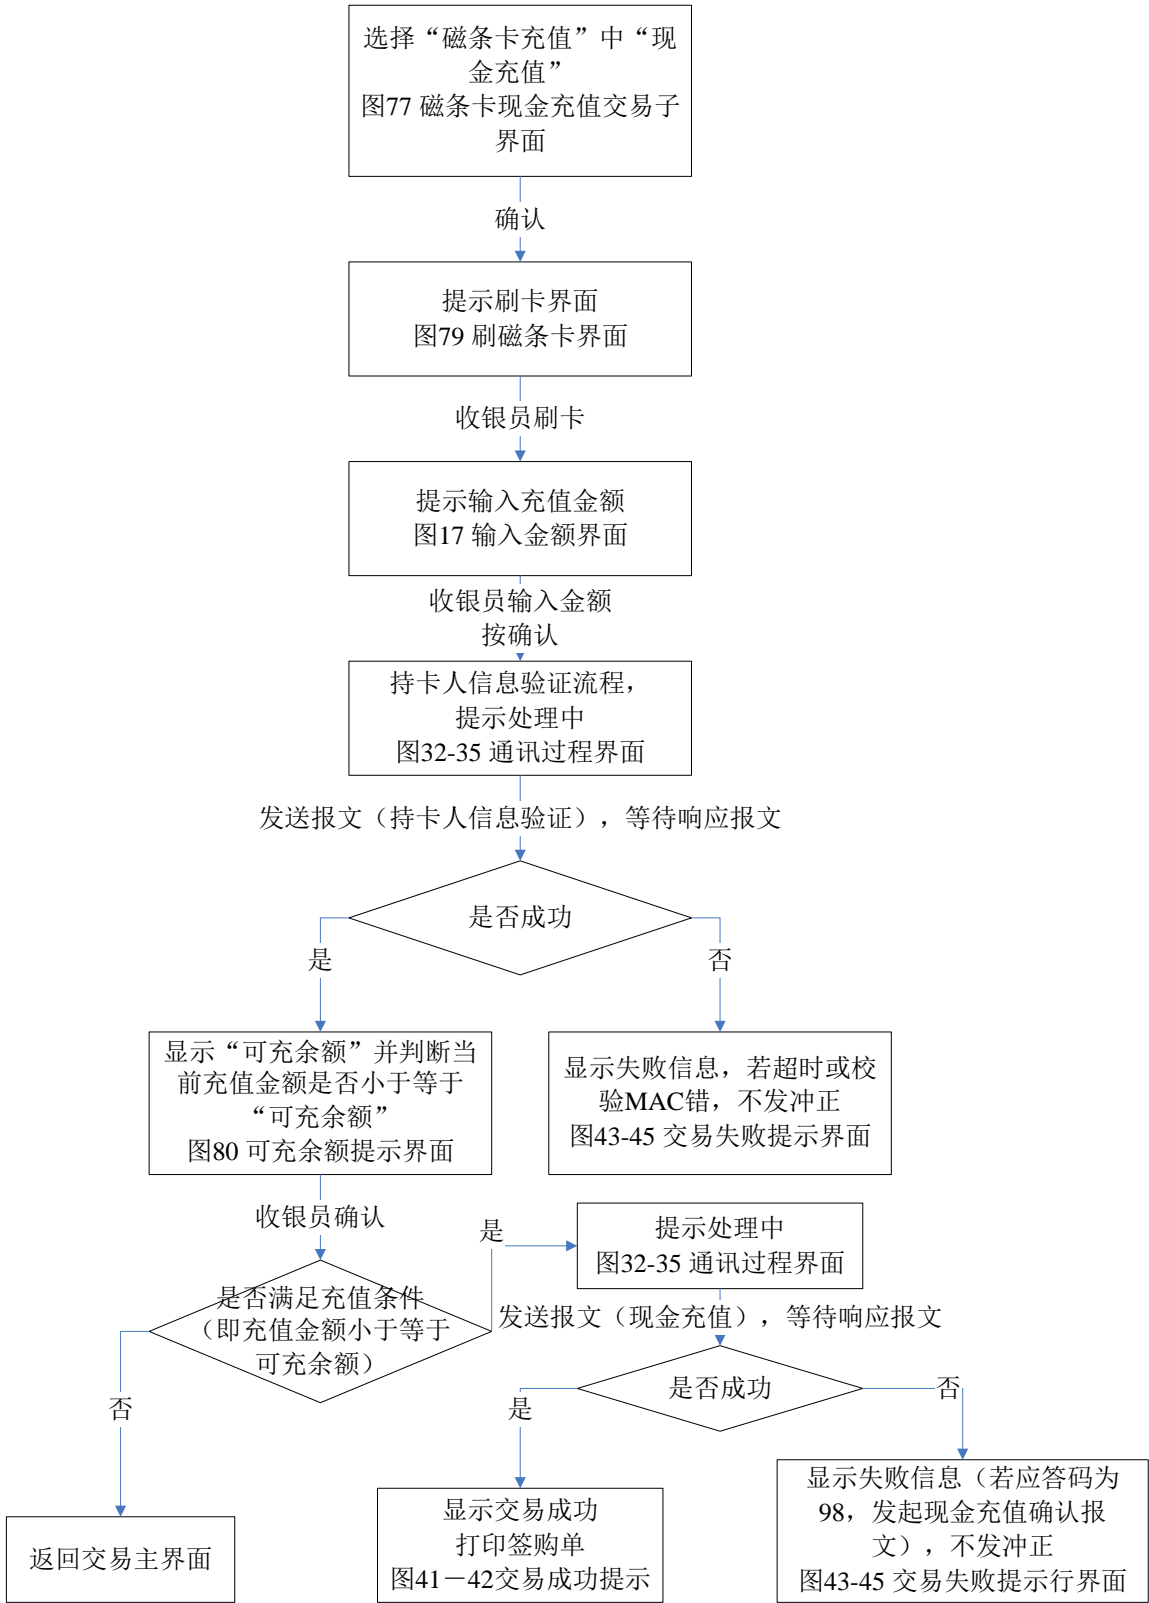 选择“磁条卡充值”中“现
金充值”
图77 磁条卡现金充值交易子
界面
确认
提示刷卡界面
图79 刷磁条卡界面
收银员刷卡
提示输入充值金额
图17 输入金额界面
收银员输入金额
按确认
持卡人信息验证流程,
提示处理中
图32-35 通讯过程界面
发送报文（持卡人信息验证），等待响应报文
是否成功
是
否
显示“可充余额”并判断当
前充值金额是否小于等于
“可充余额”
图80 可充余额提示界面
显示失败信息，若超时或校
验MAC错，不发冲正
图43-45 交易失败提示界面
收银员确认
是
提示处理中
图32-35 通讯过程界面
是否满足充值条件
（即充值金额小于等于
可充余额）
发送报文（现金充值），等待响应报文
是否成功
否
是
否
显示交易成功
打印签购单
图41－42交易成功提示
显示失败信息（若应答码为
98，发起现金充值确认报
文），不发冲正
图43-45 交易失败提示行界面
返回交易主界面